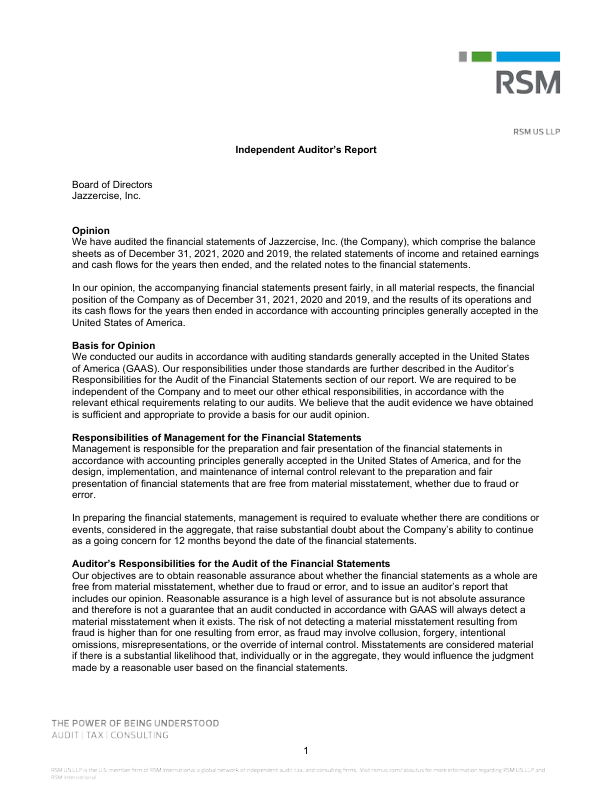 RSM
RSM US LLP
Independent Auditor's Report
Board of Directors
Jazzercise, Inc.
Opinion
We have audited the financial statements of Jazzercise, Inc. (the Company), which comprise the balance
sheets as of December 31, 2021, 2020 and 2019, the related statements of income and retained earnings
and cash flows for the years then ended, and the related notes to the financial statements.
In our opinion, the accompanying financial statements present fairly, in all material respects, the financial
position of the Company as of December 31, 2021, 2020 and 2019, and the results of its operations and
its cash flows for the years then ended in accordance with accounting principles generally accepted in the
United States of America.
Basis for Opinion
We conducted our audits in accordance with auditing standards generally accepted in the United States
of America (GAAS). Our responsibilities under those standards are further described in the Auditor's
Responsibilities for the Audit of the Financial Statements section of our report. We are required to be
independent of the Company and to meet our other ethical responsibilities, in accordance with the
relevant ethical requirements relating to our audits. We believe that the audit evidence we have obtained
is sufficient and appropriate to provide a basis for our audit opinion.
Responsibilities of Management for the Financial Statements
Management is responsible for the preparation and fair presentation of the financial statements in
accordance with accounting principles generally accepted in the United States of America, and for the
design, implementation, and maintenance of internal control relevant to the preparation and fair
presentation of financial statements that are free from material misstatement, whether due to fraud or
error.
In preparing the financial statements, management is required to evaluate whether there are conditions or
events, considered in the aggregate, that raise substantial doubt about the Company's ability to continue
as a going concern for 12 months beyond the date of the financial statements.
Auditor's Responsibilities for the Audit of the Financial Statements
Our objectives are to obtain reasonable assurance about whether the financial statements as a whole are
free from material misstatement, whether due to fraud or error, and to issue an auditor's report that
includes our opinion. Reasonable assurance is a high level of assurance but is not absolute assurance
and therefore is not a guarantee that an audit conducted in accordance with GAAS will always detect a
material misstatement when it exists. The risk of not detecting a material misstatement resulting from
fraud is higher than for one resulting from error, as fraud may involve collusion, forgery, intentional
omissions, misrepresentations, or the override of internal control. Misstatements are considered material
if there is a substantial likelihood that, individually or in the aggregate, they would influence the judgment
made by a reasonable user based on the financial statements.
THE POWER OF BEING UNDERSTOOD
AUDIT | TAX | CONSULTING
1
RSM US LLP is the U.S. member firm of RSM International, a global network of independent audit, tax, and consulting firms. Visit rsmus.com/aboutus for more information regarding RSM US LLP and
RSM International.